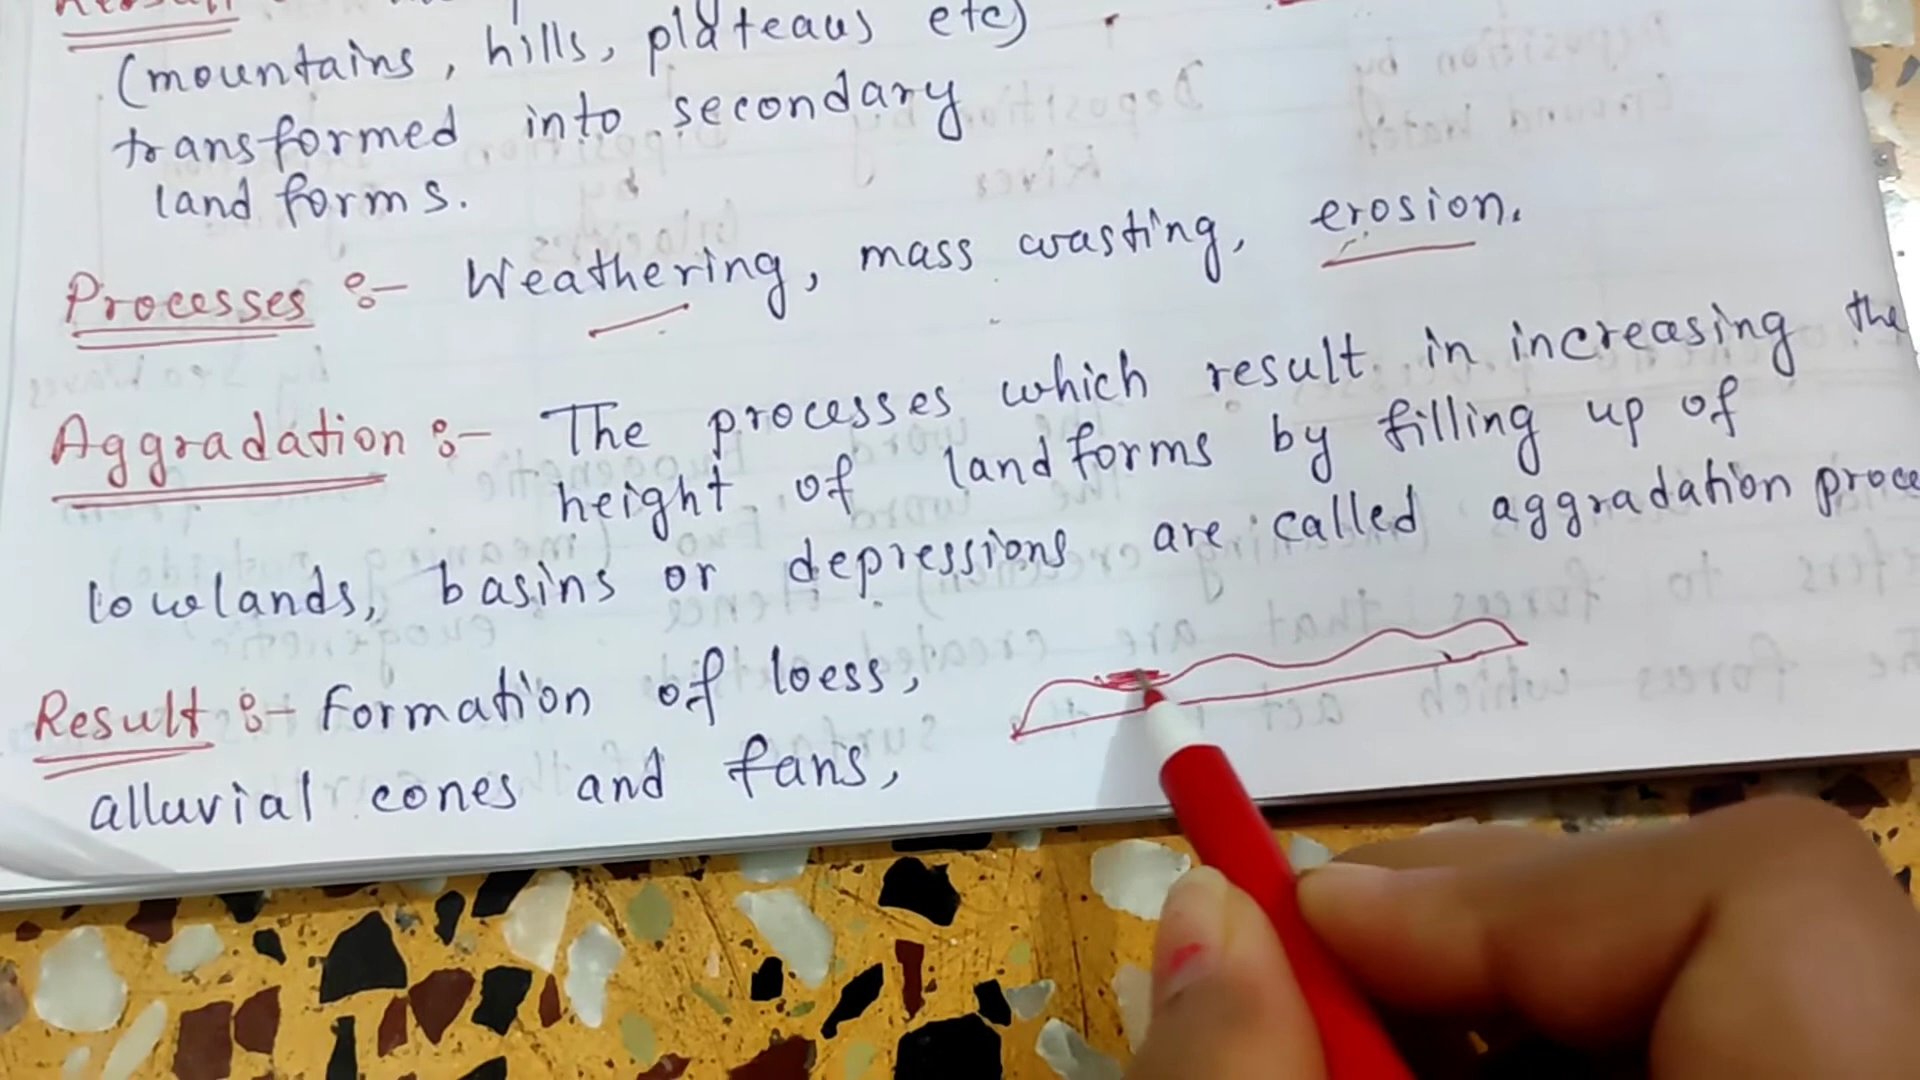 (mountains, hills, plateaus etc)
transformed into secondary
land forms.
Processes :- Weathering, mass wasting, erosion.
Aggradation :- The processes which result in increasing the
height of landforms by filling up of
lowlands, basins or depressions are called aggradation proce
Result :- Formation of loess,
alluvial cones and fans,